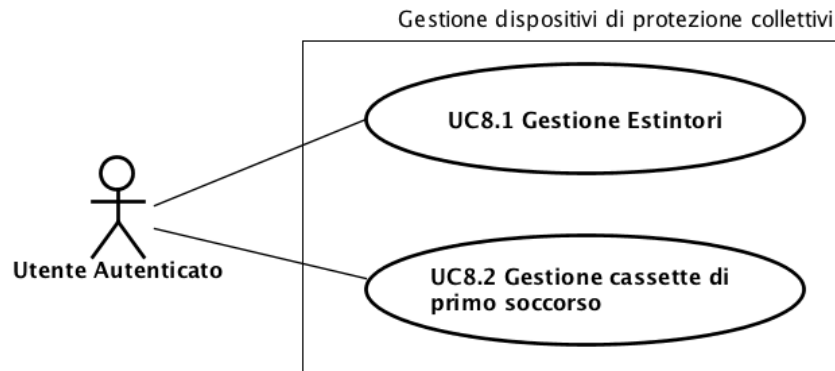 Gestione dispositivi di protezione collettivi
UC8.1 Gestione Estintori
Utente Autenticato
UC8.2 Gestione cassette di
primo soccorso